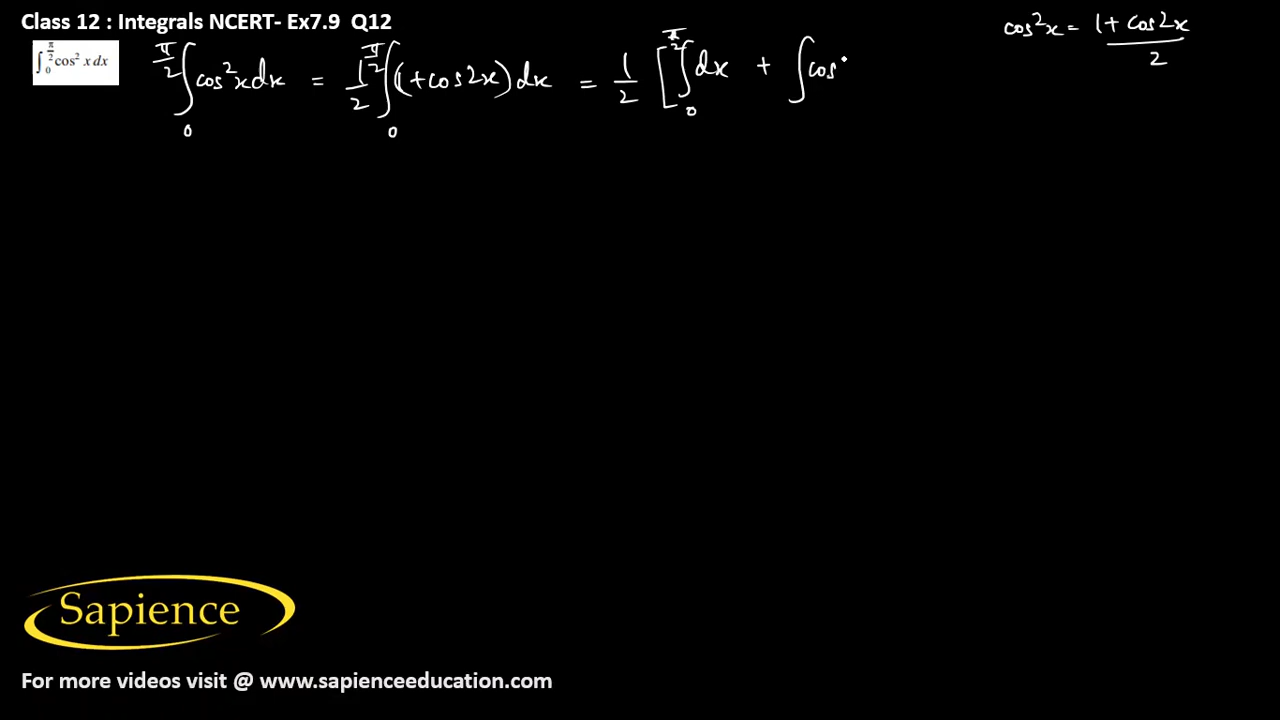 Class 12 : Integrals NCERT- Ex7.9 Q12
cos²x = (1 + cos2x)/2
∫₀^(π/2) cos² x dx
∫₀^(π/2) cos²x dx = 1/2 ∫₀^(π/2) (1+cos2x) dx = 1/2 [ ∫₀^(π/2) dx + ∫cos
Sapience
For more videos visit @ www.sapienceeducation.com